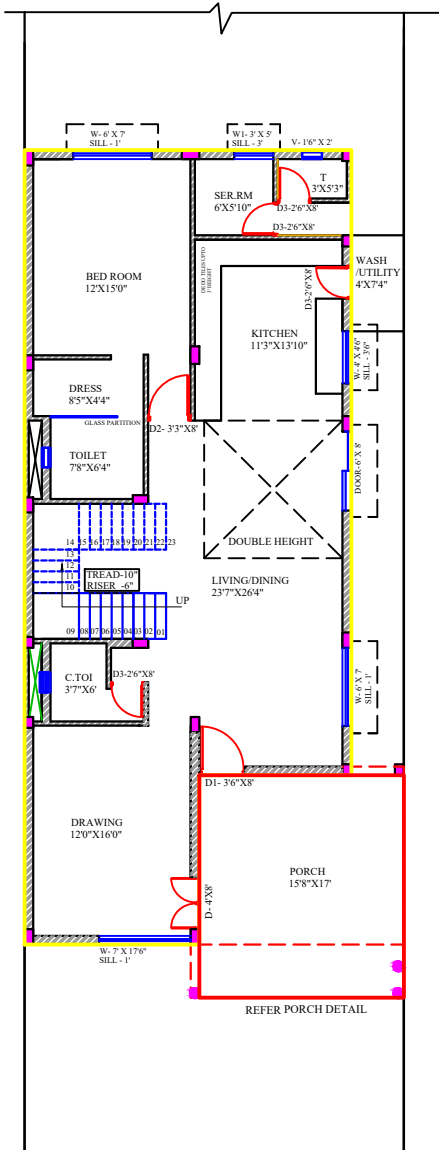 W- 6' X 7'
SILL - 1'
W1- 3' X 5'
SILL - 3'
V- 1'6" X 2'
T
3'X5'3"
SER.RM
6'X5'10"
D3-2'6"X8'
D3-2'6"X8'
BED ROOM
12'X15'0"
DEDO TILES UPTO
3' HEIGHT
D3-2'6"X8'
WASH
/UTILITY
4'X7'4"
KITCHEN
11'3"X13'10"
W- 4' X 4'6"
SILL - 3'6"
DRESS
8'5"X4'4"
GLASS PARTITION
D2- 3'3"X8'
TOILET
7'8"X6'4"
DOOR-6' X 8'
DOUBLE HEIGHT
14 15 16 17 18 19 20 21 22 23
13
12
11
10
TREAD-10"
RISER -6"
LIVING/DINING
23'7"X26'4"
UP
09 08 07 06 05 04 03 02 01
C.TOI
3'7"X6'
D3-2'6"X8'
W- 6' X 7'
SILL - 1'
D1- 3'6"X8'
DRAWING
12'0"X16'0"
PORCH
15'8"X17'
D- 4'X8'
W- 7' X 17'6"
SILL - 1'
REFER PORCH DETAIL